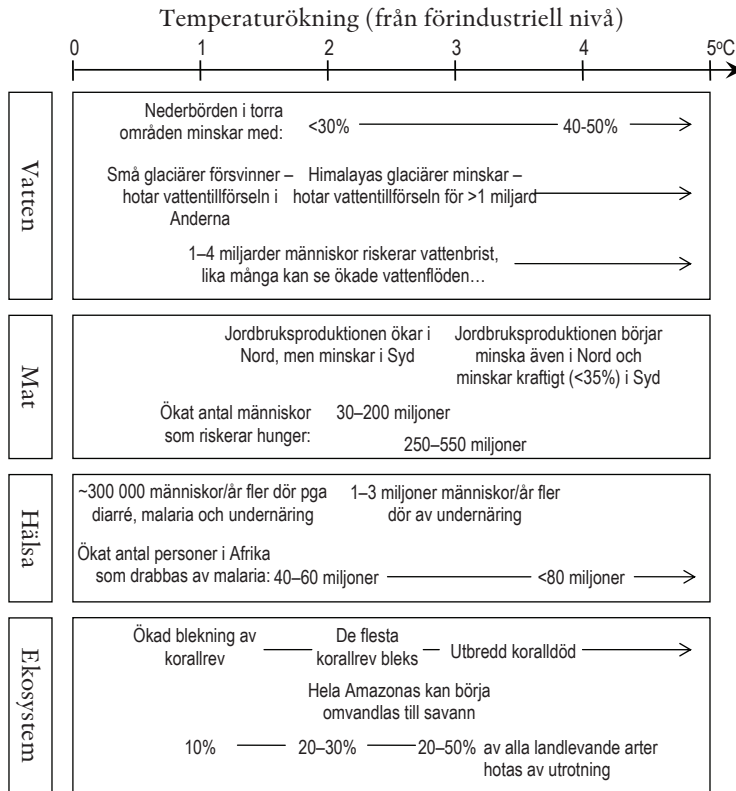 Temperaturökning (från förindustriell nivå)
0 1 2 3 4 5ºC
Vatten
Nederbörden i torra
områden minskar med: <30% 40-50%
Små glaciärer försvinner –
hotar vattentillförseln i
Anderna
Himalayas glaciärer minskar –
hotar vattentillförseln för >1 miljard
1–4 miljarder människor riskerar vattenbrist,
lika många kan se ökade vattenflöden…
Mat
Jordbruksproduktionen ökar i
Nord, men minskar i Syd
Jordbruksproduktionen börjar
minska även i Nord och
minskar kraftigt (<35%) i Syd
Ökat antal människor
som riskerar hunger:
30–200 miljoner
250–550 miljoner
Hälsa
~300 000 människor/år fler dör pga
diarré, malaria och undernäring
1–3 miljoner människor/år fler
dör av undernäring
Ökat antal personer i Afrika
som drabbas av malaria: 40–60 miljoner <80 miljoner
Ekosystem
Ökad blekning av
korallrev
De flesta
korallrev bleks
Utbredd koralldöd
Hela Amazonas kan börja
omvandlas till savann
10% 20–30% 20–50% av alla landlevande arter
hotas av utrotning